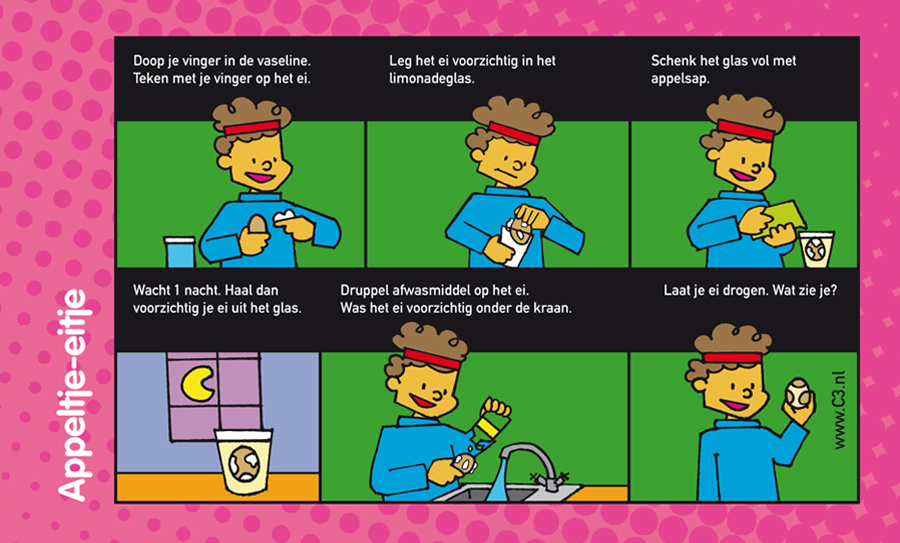 Appeltje-eitje
Doop je vinger in de vaseline.
Teken met je vinger op het ei.
Leg het ei voorzichtig in het
limonadeglas.
Schenk het glas vol met
appelsap.
Wacht 1 nacht. Haal dan
voorzichtig je ei uit het glas.
Druppel afwasmiddel op het ei.
Was het ei voorzichtig onder de kraan.
Laat je ei drogen. Wat zie je?
www.C3.nl